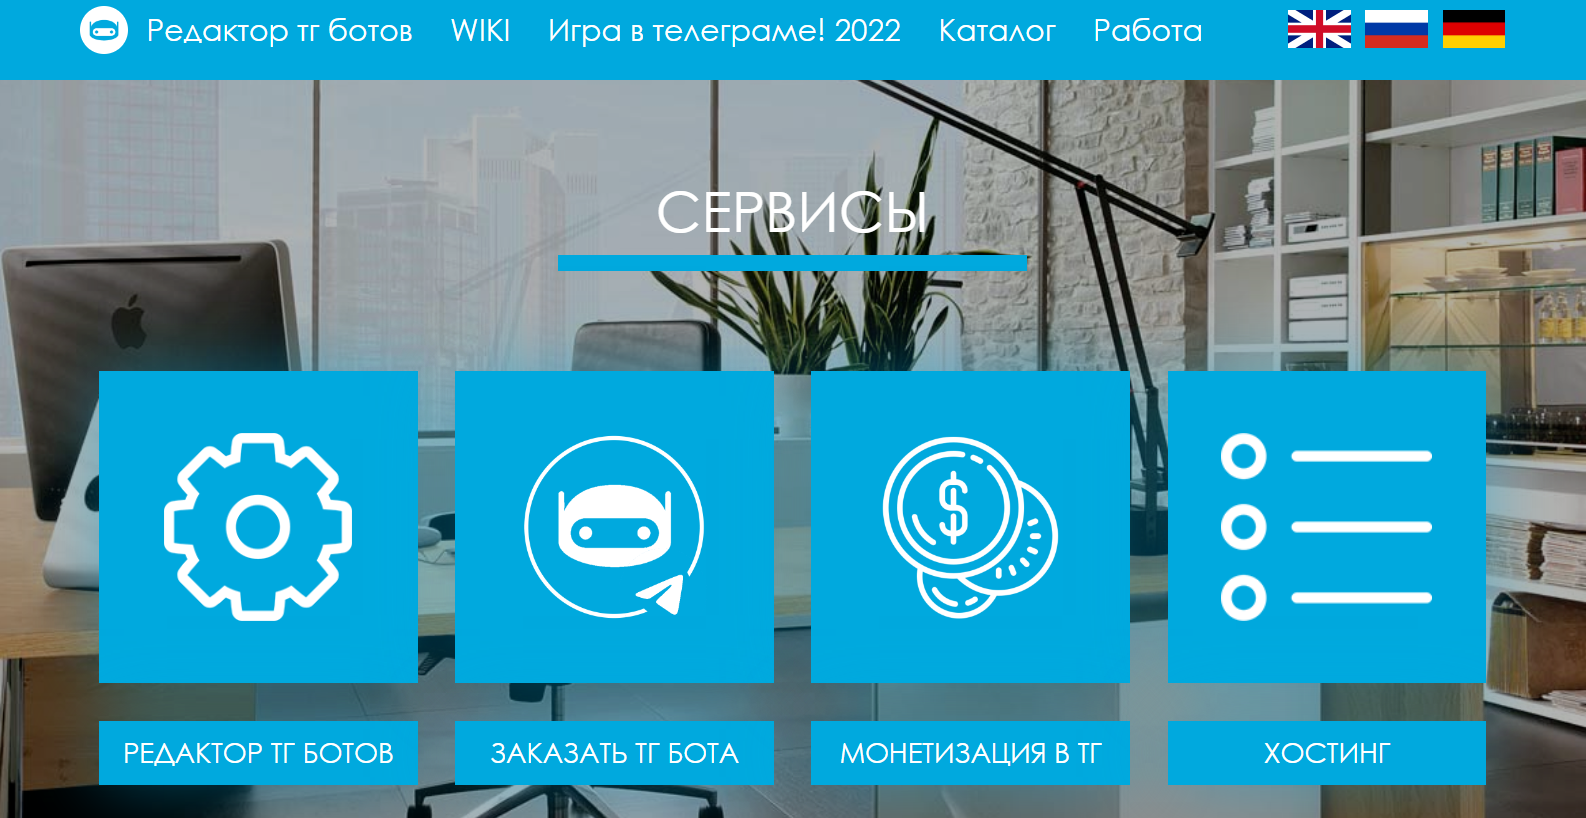 Редактор тг ботов WIKI Игра в телеграме! 2022 Каталог Работа
СЕРВИСЫ
$
РЕДАКТОР ТГ БОТОВ ЗАКАЗАТЬ ТГ БОТА МОНЕТИЗАЦИЯ В ТГ ХОСТИНГ